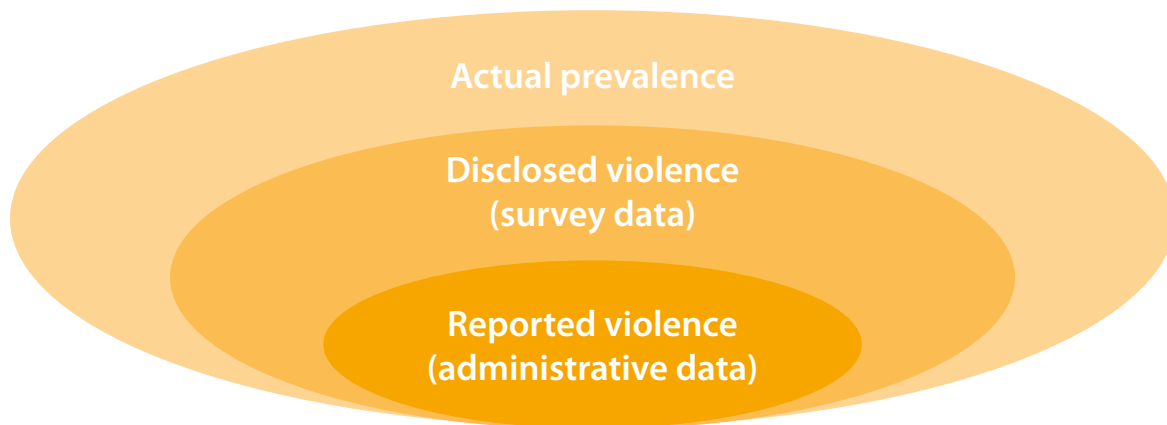 Actual prevalence
Disclosed violence
(survey data)
Reported violence
(administrative data)